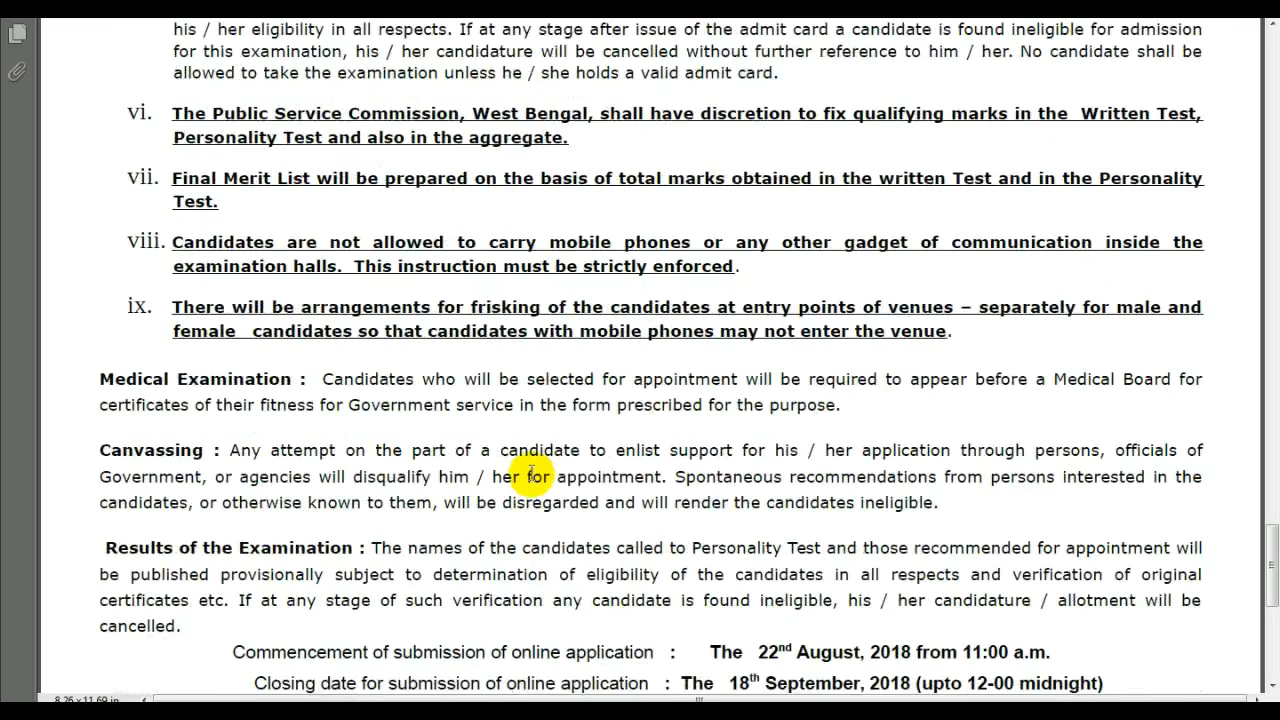 his / her eligibility in all respects. If at any stage after issue of the admit card a candidate is found ineligible for admission
for this examination, his / her candidature will be cancelled without further reference to him / her. No candidate shall be
allowed to take the examination unless he / she holds a valid admit card.
vi. The Public Service Commission, West Bengal, shall have discretion to fix qualifying marks in the Written Test,
Personality Test and also in the aggregate.
vii. Final Merit List will be prepared on the basis of total marks obtained in the written Test and in the Personality
Test.
viii. Candidates are not allowed to carry mobile phones or any other gadget of communication inside the
examination halls. This instruction must be strictly enforced.
ix. There will be arrangements for frisking of the candidates at entry points of venues – separately for male and
female candidates so that candidates with mobile phones may not enter the venue.
Medical Examination : Candidates who will be selected for appointment will be required to appear before a Medical Board for
certificates of their fitness for Government service in the form prescribed for the purpose.
Canvassing : Any attempt on the part of a candidate to enlist support for his / her application through persons, officials of
Government, or agencies will disqualify him / her for appointment. Spontaneous recommendations from persons interested in the
candidates, or otherwise known to them, will be disregarded and will render the candidates ineligible.
Results of the Examination : The names of the candidates called to Personality Test and those recommended for appointment will
be published provisionally subject to determination of eligibility of the candidates in all respects and verification of original
certificates etc. If at any stage of such verification any candidate is found ineligible, his / her candidature / allotment will be
cancelled.
Commencement of submission of online application : The 22nd August, 2018 from 11:00 a.m.
Closing date for submission of online application : The 18th September, 2018 (upto 12-00 midnight)
8.26 x 11.69 in